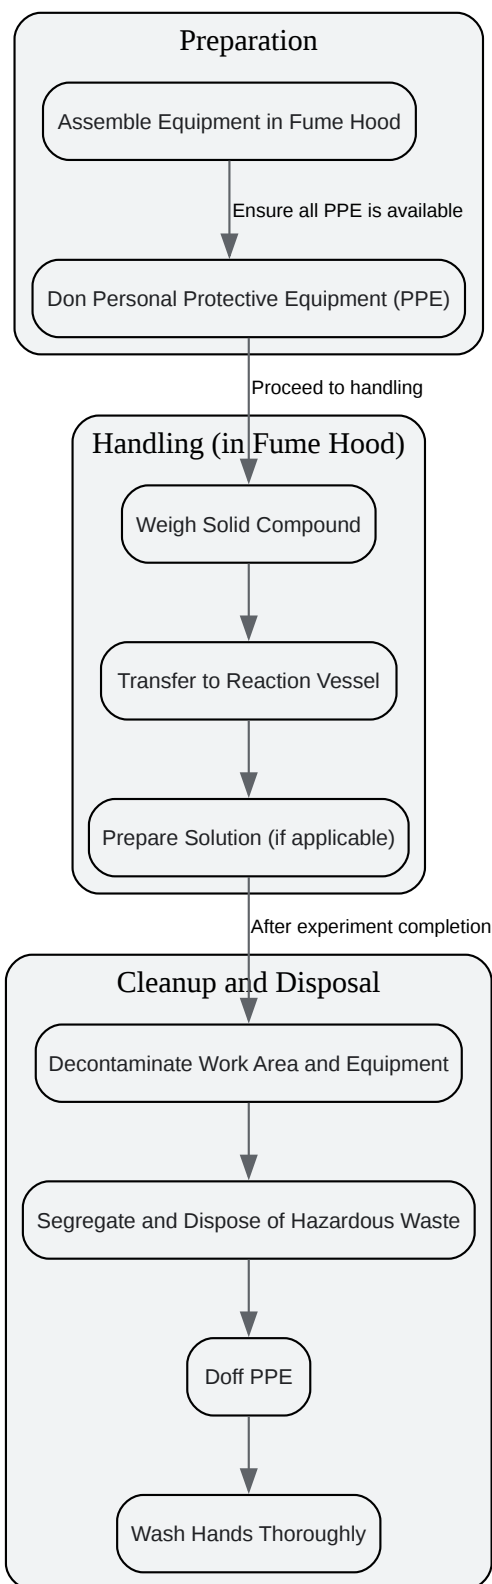 Preparation
Assemble Equipment in Fume Hood
Ensure all PPE is available
Don Personal Protective Equipment (PPE)
Proceed to handling
Handling (in Fume Hood)
Weigh Solid Compound
Transfer to Reaction Vessel
Prepare Solution (if applicable)
After experiment completion
Cleanup and Disposal
Decontaminate Work Area and Equipment
Segregate and Dispose of Hazardous Waste
Doff PPE
Wash Hands Thoroughly